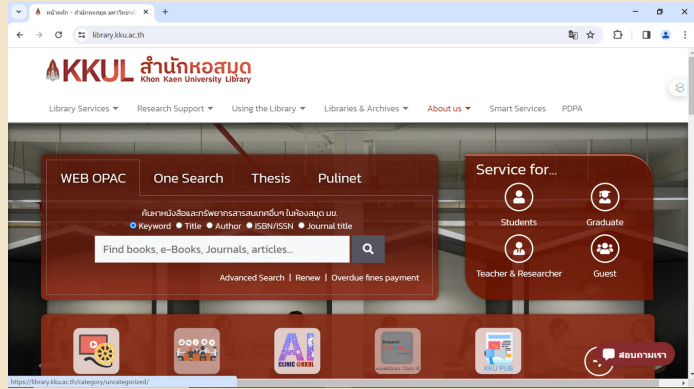 หน้าหลัก - สำนักหอสมุด มหาวิทยาลั
library.kku.ac.th
KKUL สำนักหอสมุด
Khon Kaen University Library
Library Services
Research Support
Using the Library
Libraries & Archives
About us
Smart Services
PDPA
WEB OPAC
One Search
Thesis
Pulinet
ค้นหาหนังสือและทรัพยากรสารสนเทศอื่นๆ ในห้องสมุด มข.
Keyword Title Author ISBN/ISSN Journal title
Find books, e-Books, Journals, articles...
Advanced Search | Renew | Overdue fines payment
Service for...
Students
Graduate
Teacher & Researcher
Guest
AI
CLINIC @KKUL
Request
KKU PUB
สอบถามเรา
https://library.kku.ac.th/category/uncategorized/